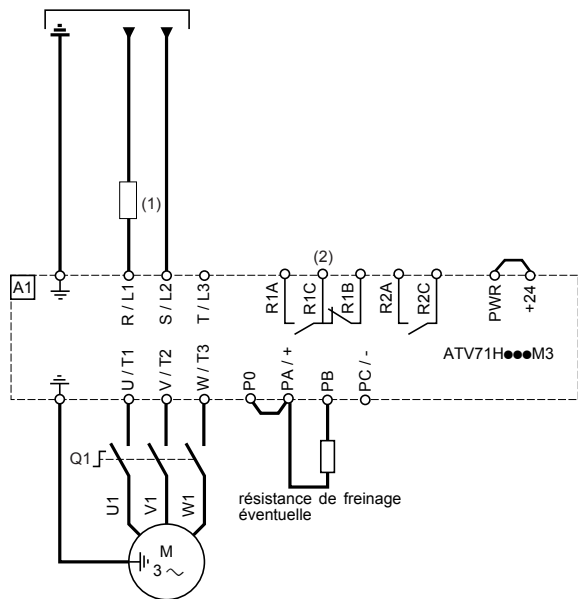 (1)
(2)
A1
R / L1
S / L2
T / L3
R1A
R1C
R1B
R2A
R2C
PWR
+24
ATV71H●●●M3
U / T1
V / T2
W / T3
P0
PA / +
PB
PC / -
Q1
U1
V1
W1
résistance de freinage
éventuelle
M
3 ~